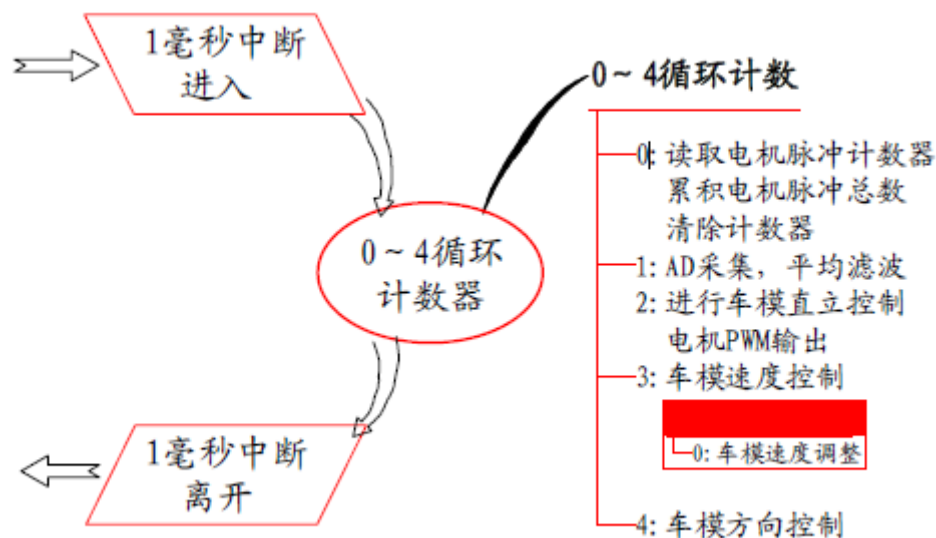 1毫秒中断
进入
0~4循环
计数器
1毫秒中断
离开
0~4循环计数
0: 读取电机脉冲计数器
累积电机脉冲总数
清除计数器
1: AD采集，平均滤波
2: 进行车模直立控制
电机PWM输出
3: 车模速度控制
0: 车模速度调整
4: 车模方向控制